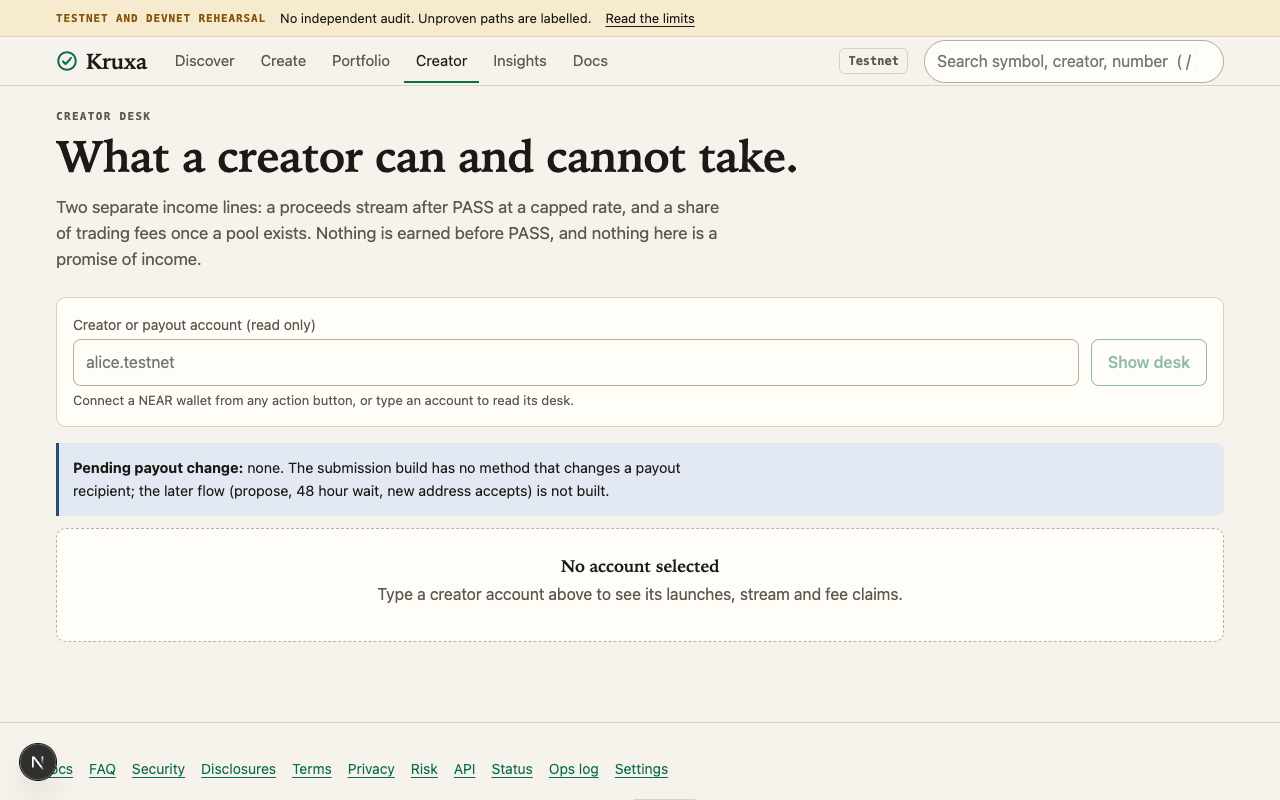 TESTNET AND DEVNET REHEARSAL No independent audit. Unproven paths are labelled. Read the limits
Kruxa Discover Create Portfolio Creator Insights Docs Testnet Search symbol, creator, number ( /
CREATOR DESK
What a creator can and cannot take.
Two separate income lines: a proceeds stream after PASS at a capped rate, and a share
of trading fees once a pool exists. Nothing is earned before PASS, and nothing here is a
promise of income.
Creator or payout account (read only)
alice.testnet Show desk
Connect a NEAR wallet from any action button, or type an account to read its desk.
Pending payout change: none. The submission build has no method that changes a payout
recipient; the later flow (propose, 48 hour wait, new address accepts) is not built.
No account selected
Type a creator account above to see its launches, stream and fee claims.
N ocs FAQ Security Disclosures Terms Privacy Risk API Status Ops log Settings